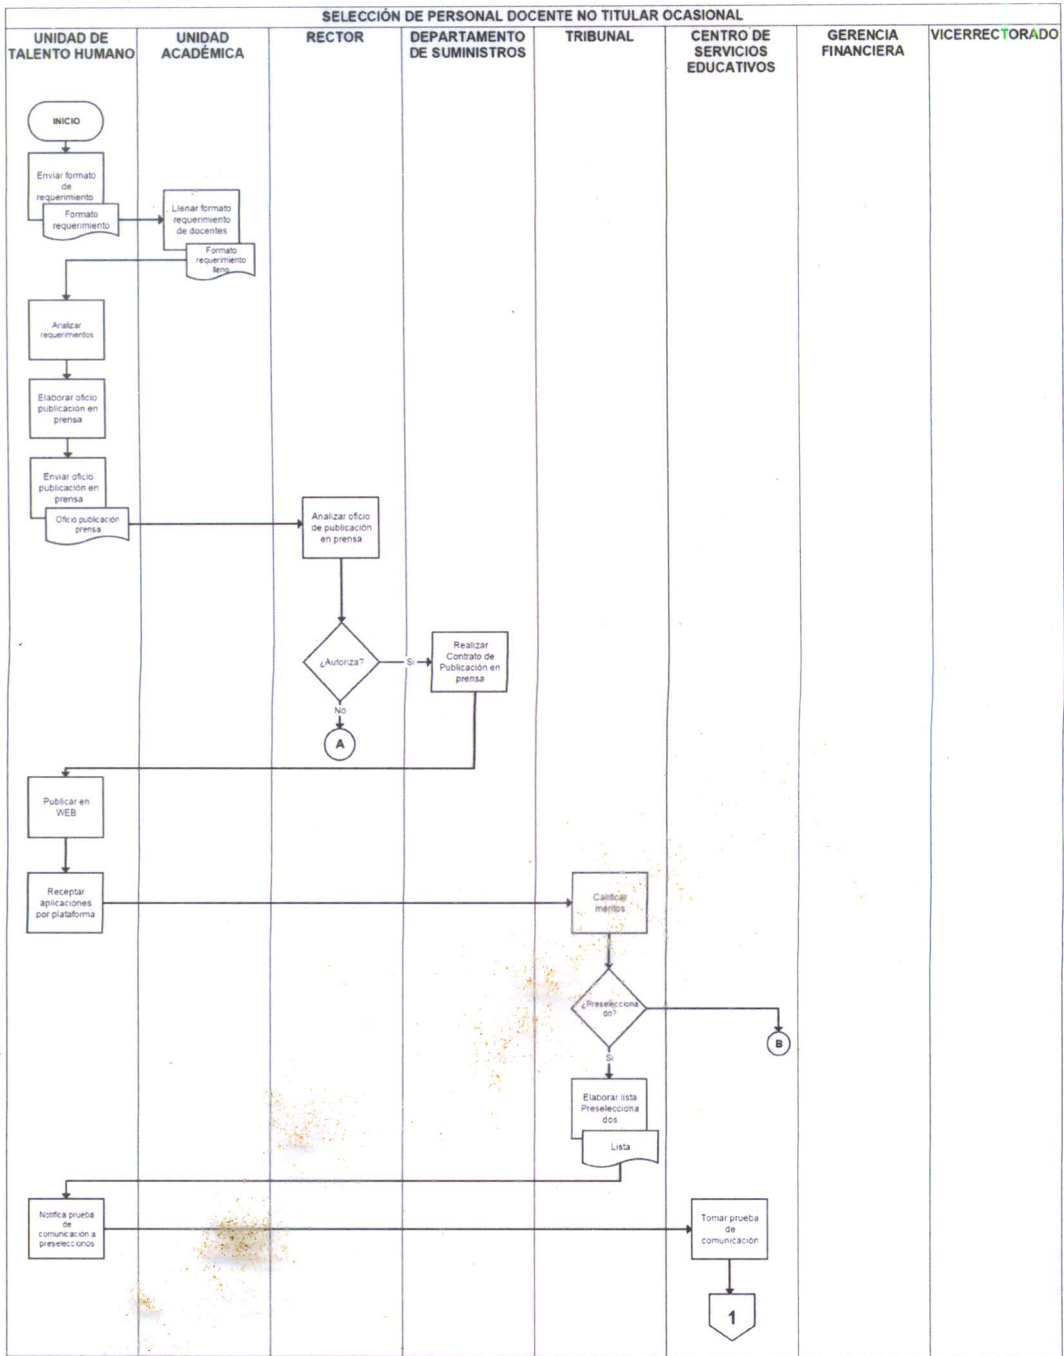 SELECCIÓN DE PERSONAL DOCENTE NO TITULAR OCASIONAL
UNIDAD DE
TALENTO HUMANO
UNIDAD
ACADÉMICA
RECTOR
DEPARTAMENTO
DE SUMINISTROS
TRIBUNAL
CENTRO DE
SERVICIOS
EDUCATIVOS
GERENCIA
FINANCIERA
VICERRECTORADO
INICIO
Enviar formato
de
requerimiento
Formato
requerimiento
Llenar formato
requerimiento
de docentes
Formato
requerimiento
lleno
Analizar
requerimientos
Elaborar oficio
publicación en
prensa
Enviar oficio
publicación en
prensa
Oficio publicación
prensa
Analizar oficio
de publicación
en prensa
¿Autoriza?
Si
Realizar
Contrato de
Publicación en
prensa
No
A
Publicar en
WEB
Receptar
aplicaciones
por plataforma
Calificar
méritos
¿Preselecciona
do?
B
Si
Elaborar lista
Preselecciona
dos
Lista
Notifica prueba
de
comunicación a
preseleccionos
Tomar prueba
de
comunicación
1